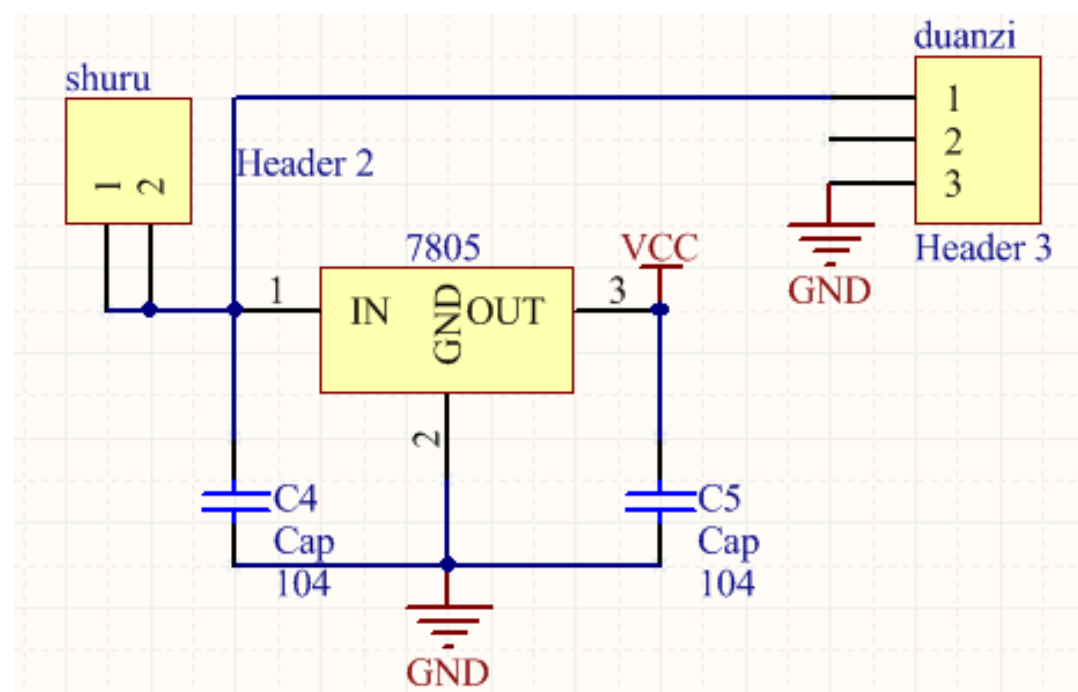 duanzi
shuru
1
2
3
1
2
Header 2
Header 3
7805
VCC
GND
1
IN
GND
OUT
3
2
C4
Cap
104
C5
Cap
104
GND